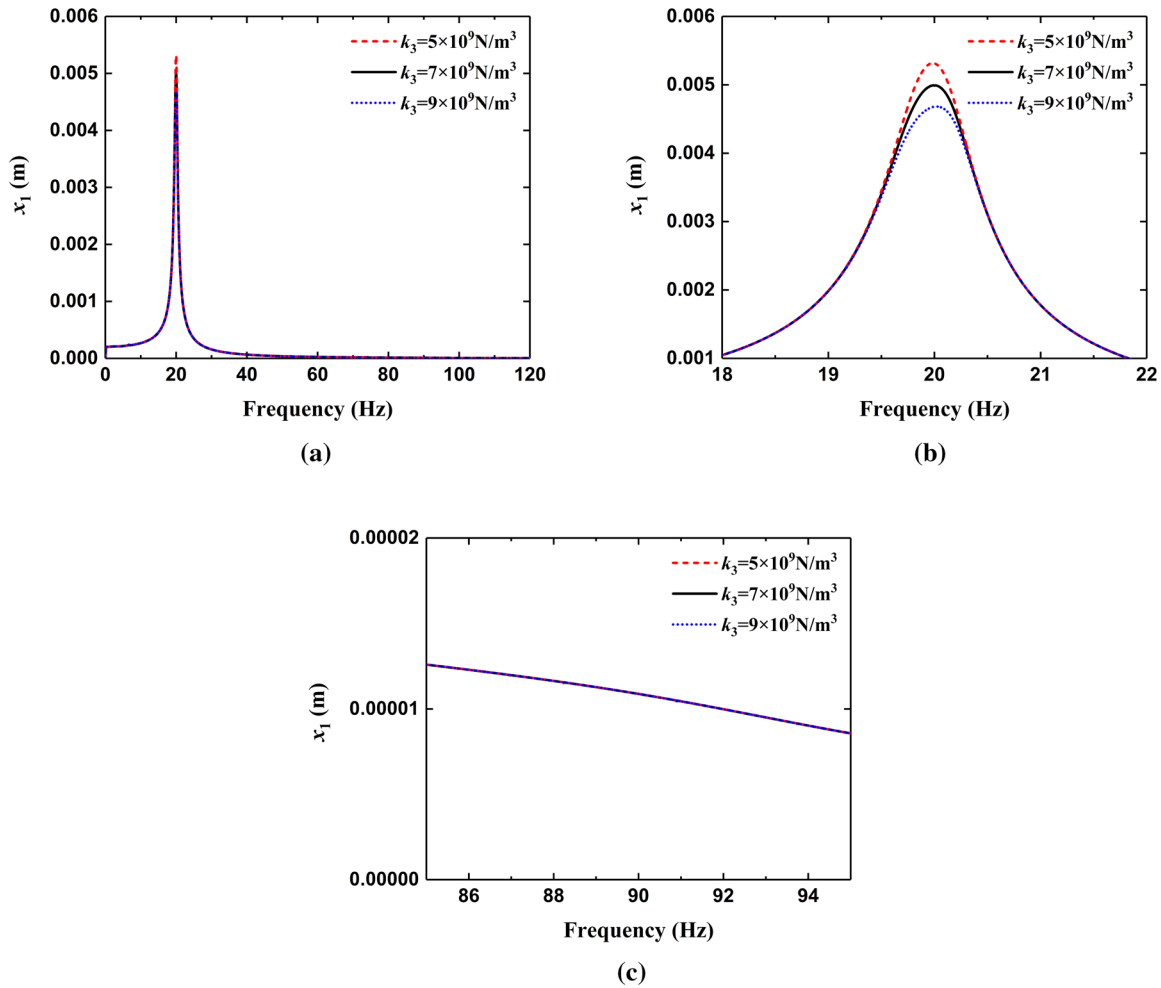 0.006
0.005
0.004
0.003
0.002
0.001
0.000
x₁ (m)
k₃=5×10⁹N/m³
k₃=7×10⁹N/m³
k₃=9×10⁹N/m³
0 20 40 60 80 100 120
Frequency (Hz)
(a)
0.006
0.005
0.004
0.003
0.002
0.001
x₁ (m)
k₃=5×10⁹N/m³
k₃=7×10⁹N/m³
k₃=9×10⁹N/m³
18 19 20 21 22
Frequency (Hz)
(b)
0.00002
0.00001
0.00000
x₁ (m)
k₃=5×10⁹N/m³
k₃=7×10⁹N/m³
k₃=9×10⁹N/m³
86 88 90 92 94
Frequency (Hz)
(c)